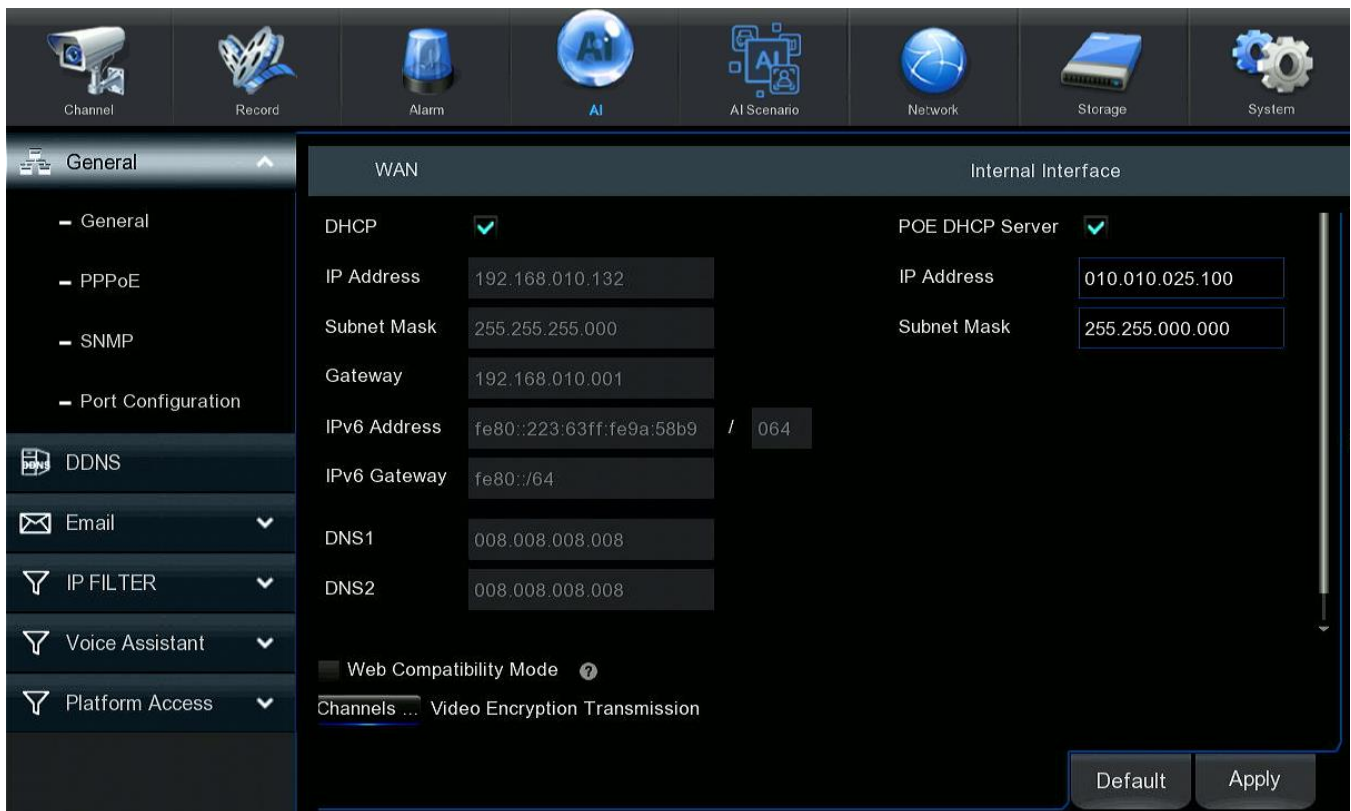 Channel Record Alarm AI AI Scenario Network Storage System
General
General
PPPoE
SNMP
Port Configuration
DDNS
Email
IP FILTER
Voice Assistant
Platform Access
WAN Internal Interface
DHCP POE DHCP Server
IP Address 192.168.010.132 IP Address 010.010.025.100
Subnet Mask 255.255.255.000 Subnet Mask 255.255.000.000
Gateway 192.168.010.001
IPv6 Address fe80::223:63ff:fe9a:58b9 / 064
IPv6 Gateway fe80::/64
DNS1 008.008.008.008
DNS2 008.008.008.008
Web Compatibility Mode ?
Channels ... Video Encryption Transmission
Default Apply